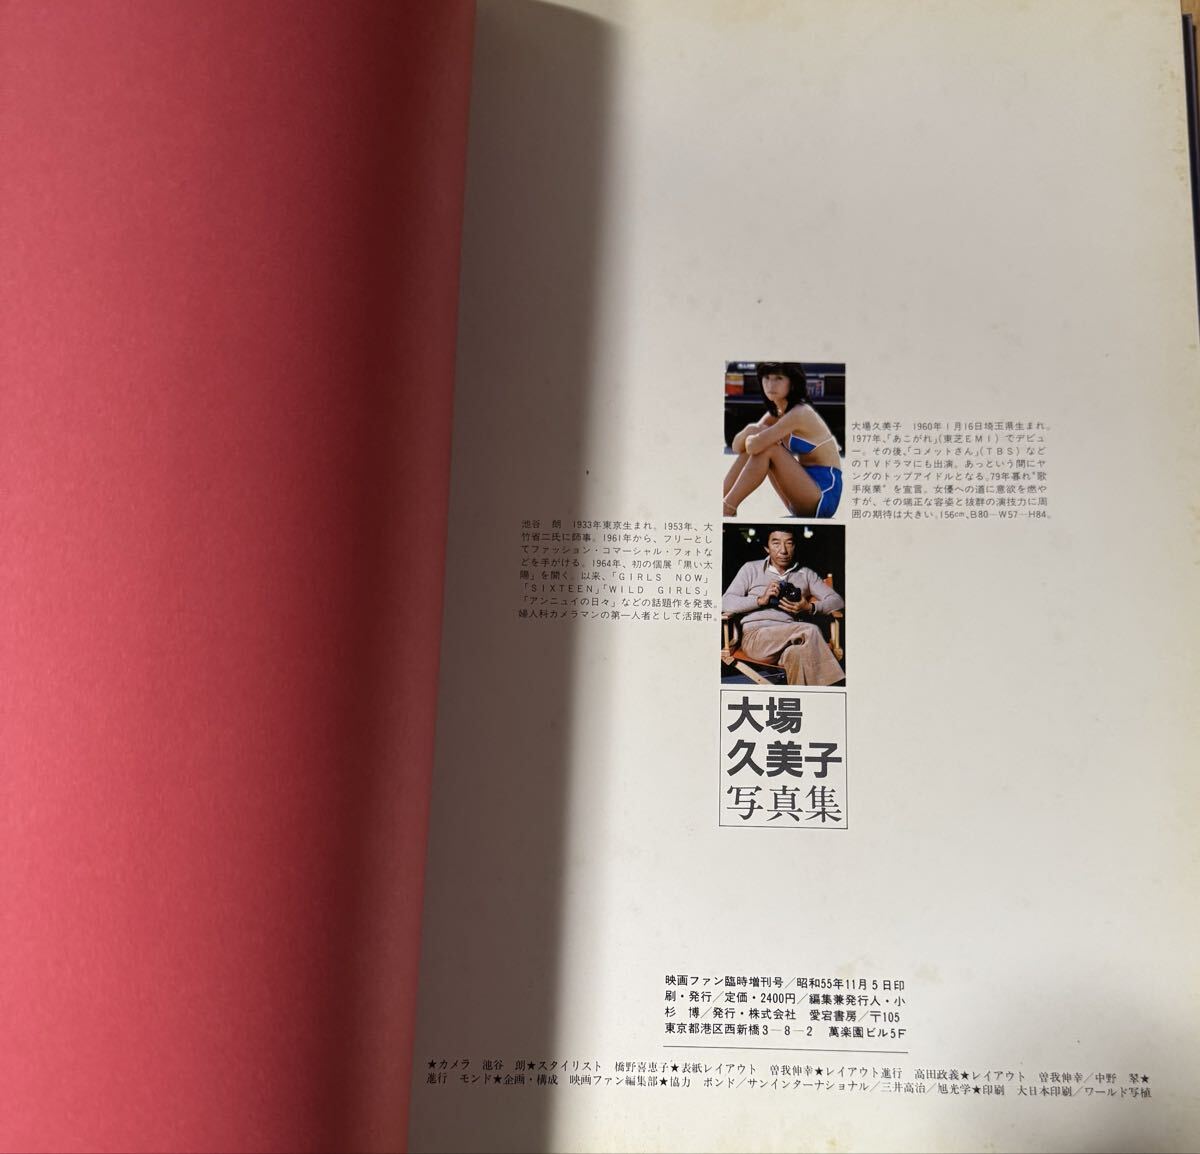 大場久美子　1960年1月16日埼玉県生まれ。
1977年、「あこがれ」(東芝ＥＭＩ)でデビュ
ー。その後、「コメットさん」(ＴＢＳ)など
のＴＶドラマにも出演。あっという間にヤ
ングのトップアイドルとなる。79年暮れ"歌
手廃業"を宣言。女優への道に意欲を燃や
すが、その端正な容姿と抜群の演技力に周
囲の期待は大きい。156cm、B80—W57—H84。
池谷　朗　1933年東京生まれ。1953年、大
竹省二氏に師事。1961年から、フリーとし
てファッション・コマーシャル・フォトな
どを手がける。1964年、初の個展「黒い太
陽」を開く。以来、「GIRLS NOW」
「SIXTEEN」「WILD GIRLS」
「アンニュイの日々」などの話題作を発表。
婦人科カメラマンの第一人者として活躍中。
大場
久美子
写真集
映画ファン臨時増刊号／昭和55年11月5日印
刷・発行／定価・2400円／編集兼発行人・小
杉　博／発行・株式会社　愛宕書房／〒105
東京都港区西新橋3—8—2　萬楽園ビル5F
★カメラ　池谷　朗★スタイリスト　橋野喜恵子★表紙レイアウト　曽我伸幸★レイアウト進行　高田政義★レイアウト　曽我伸幸／中野　琴★
進行　モンド★企画・構成　映画ファン編集部★協力　ボンド／サンインターナショナル／三井高治／旭光学★印刷　大日本印刷／ワールド写植